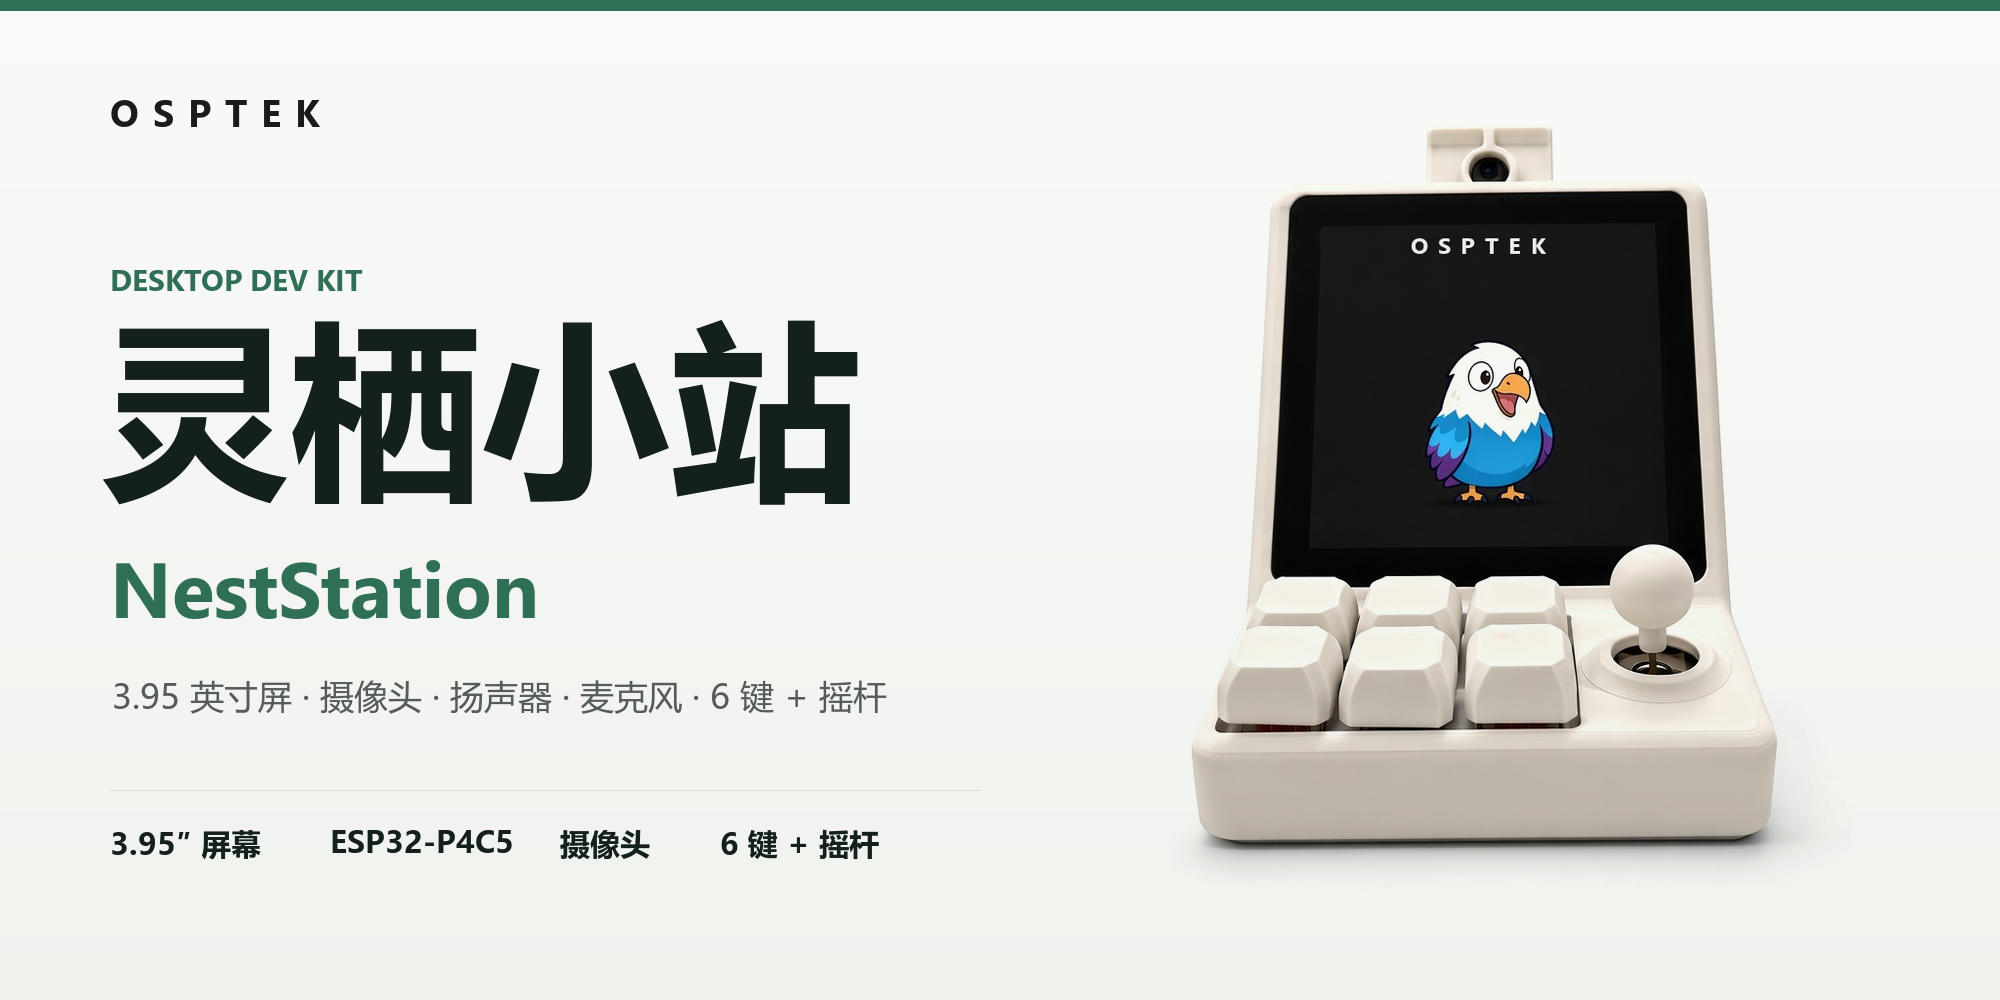 OSPTEK
DESKTOP DEV KIT
灵栖小站
NestStation
3.95 英寸屏 · 摄像头 · 扬声器 · 麦克风 · 6 键 + 摇杆
3.95″ 屏幕
ESP32-P4C5
摄像头
6 键 + 摇杆
OSPTEK